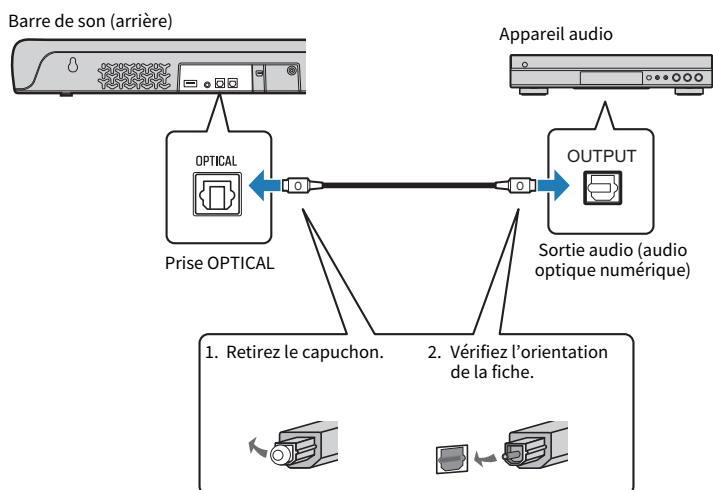 Barre de son (arrière)
Appareil audio
OPTICAL
OUTPUT
Prise OPTICAL
Sortie audio (audio
optique numérique)
1. Retirez le capuchon.
2. Vérifiez l’orientation
de la fiche.